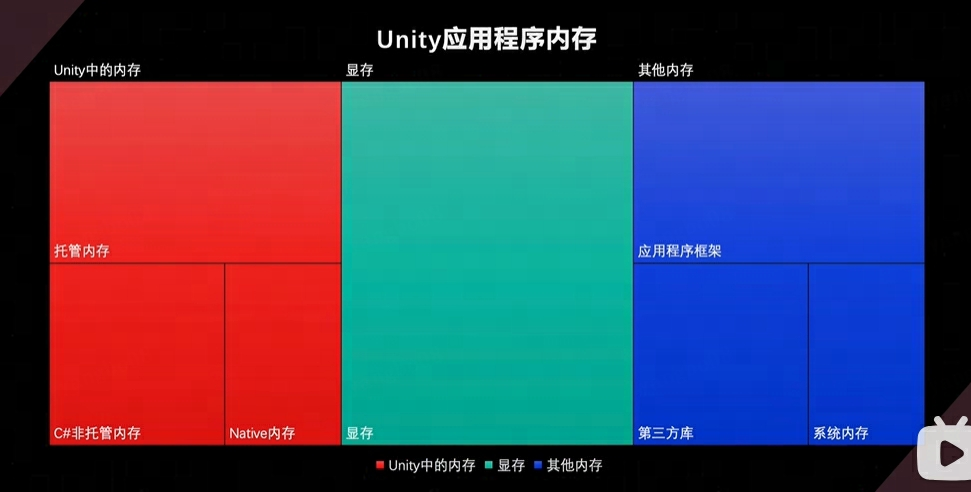 Unity应用程序内存
Unity中的内存 显存 其他内存
托管内存 应用程序框架
C#非托管内存 Native内存 显存 第三方库 系统内存
Unity中的内存 显存 其他内存